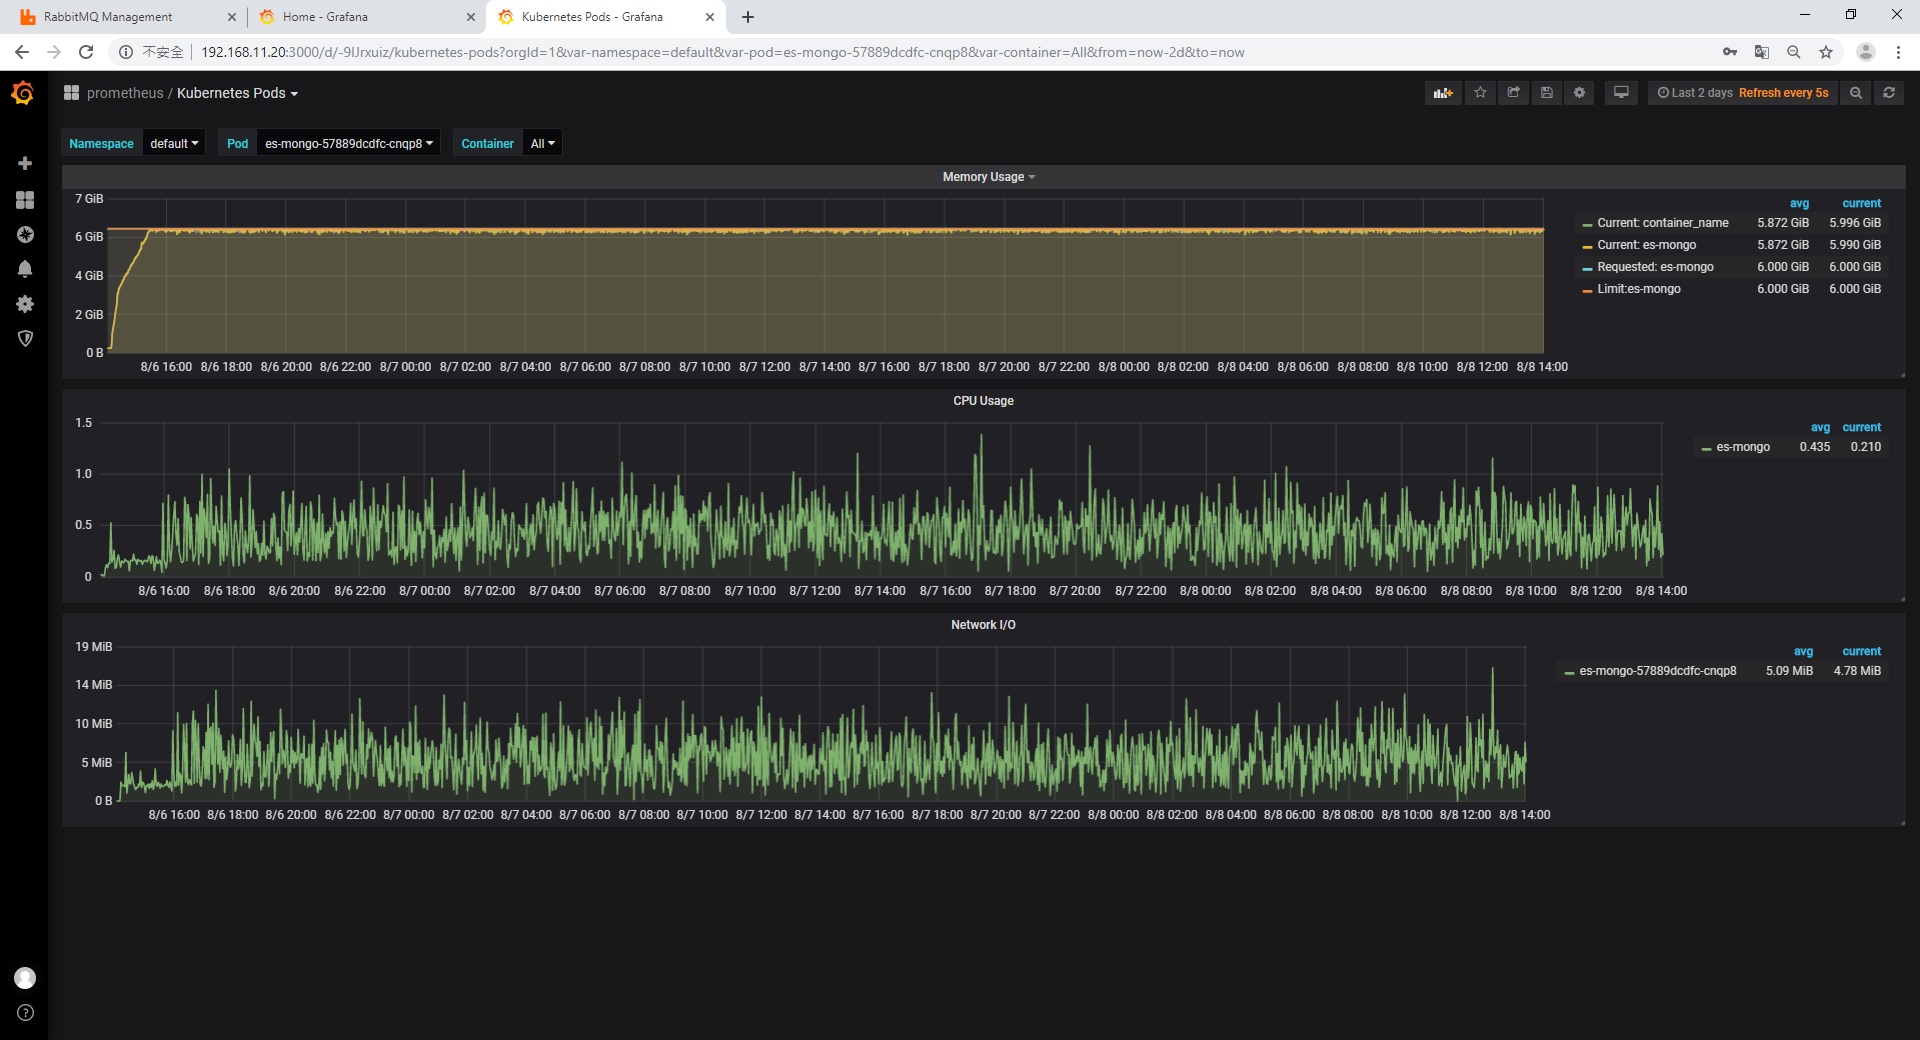 RabbitMQ Management
Home - Grafana
Kubernetes Pods - Grafana
不安全 192.168.11.20:3000/d/-9IJrxuiz/kubernetes-pods?orgId=1&var-namespace=default&var-pod=es-mongo-57889dcdfc-cnqp8&var-container=All&from=now-2d&to=now
prometheus / Kubernetes Pods
Last 2 days Refresh every 5s
Namespace default Pod es-mongo-57889dcdfc-cnqp8 Container All
Memory Usage
7 GiB
6 GiB
4 GiB
2 GiB
0 B
8/6 16:00 8/6 18:00 8/6 20:00 8/6 22:00 8/7 00:00 8/7 02:00 8/7 04:00 8/7 06:00 8/7 08:00 8/7 10:00 8/7 12:00 8/7 14:00 8/7 16:00 8/7 18:00 8/7 20:00 8/7 22:00 8/8 00:00 8/8 02:00 8/8 04:00 8/8 06:00 8/8 08:00 8/8 10:00 8/8 12:00 8/8 14:00
avg current
Current: container_name 5.872 GiB 5.996 GiB
Current: es-mongo 5.872 GiB 5.990 GiB
Requested: es-mongo 6.000 GiB 6.000 GiB
Limit:es-mongo 6.000 GiB 6.000 GiB
CPU Usage
1.5
1.0
0.5
0
8/6 16:00 8/6 18:00 8/6 20:00 8/6 22:00 8/7 00:00 8/7 02:00 8/7 04:00 8/7 06:00 8/7 08:00 8/7 10:00 8/7 12:00 8/7 14:00 8/7 16:00 8/7 18:00 8/7 20:00 8/7 22:00 8/8 00:00 8/8 02:00 8/8 04:00 8/8 06:00 8/8 08:00 8/8 10:00 8/8 12:00 8/8 14:00
avg current
es-mongo 0.435 0.210
Network I/O
19 MiB
14 MiB
10 MiB
5 MiB
0 B
8/6 16:00 8/6 18:00 8/6 20:00 8/6 22:00 8/7 00:00 8/7 02:00 8/7 04:00 8/7 06:00 8/7 08:00 8/7 10:00 8/7 12:00 8/7 14:00 8/7 16:00 8/7 18:00 8/7 20:00 8/7 22:00 8/8 00:00 8/8 02:00 8/8 04:00 8/8 06:00 8/8 08:00 8/8 10:00 8/8 12:00 8/8 14:00
avg current
es-mongo-57889dcdfc-cnqp8 5.09 MiB 4.78 MiB